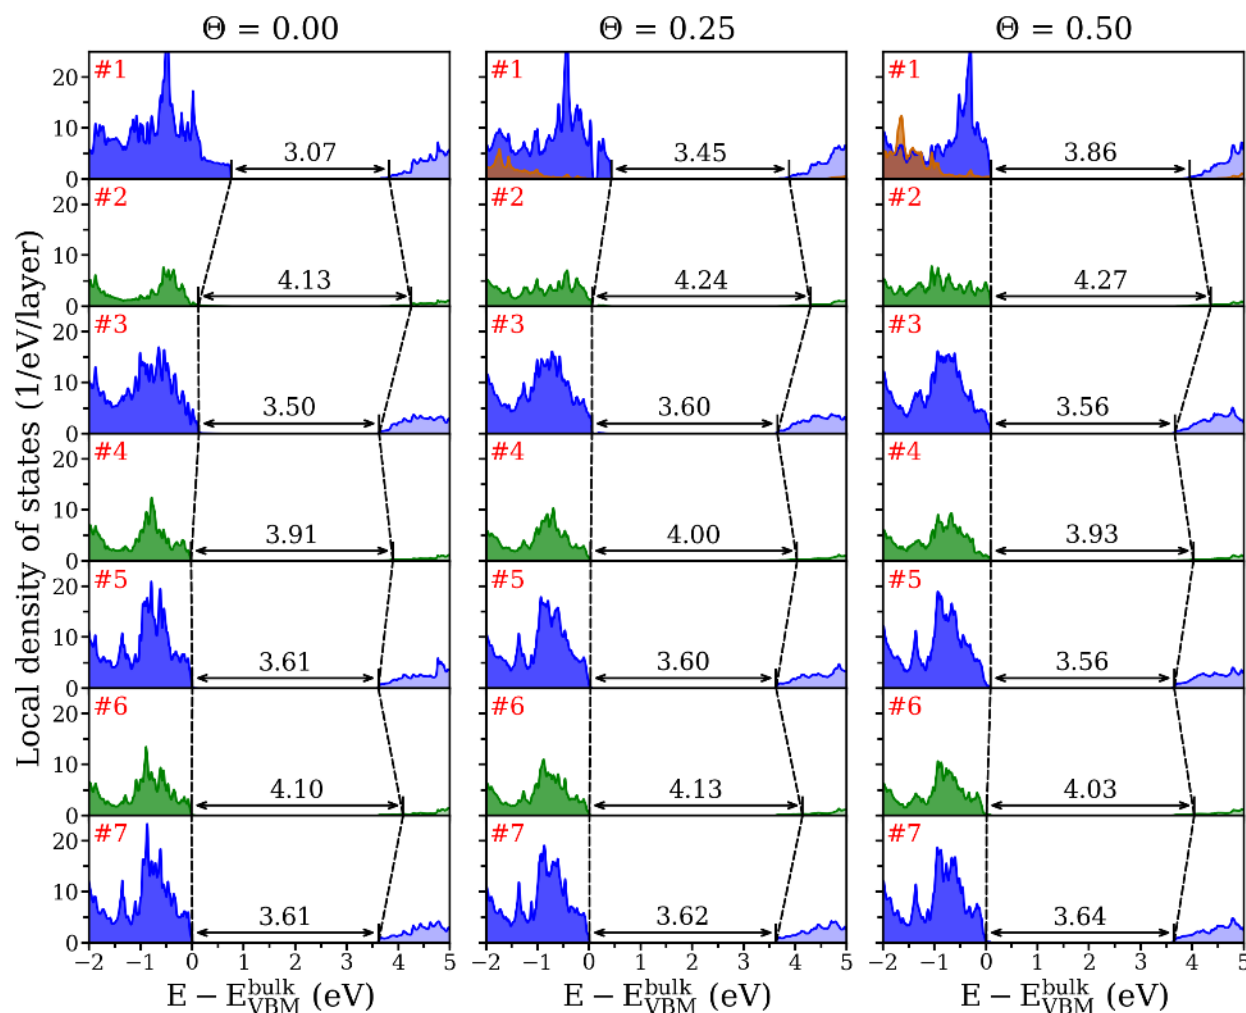 Θ = 0.00 Θ = 0.25 Θ = 0.50
Local density of states (1/eV/layer)
#1 #1 #1
20
10
0
3.07 3.45 3.86
#2 #2 #2
20
10
0
4.13 4.24 4.27
#3 #3 #3
20
10
0
3.50 3.60 3.56
#4 #4 #4
20
10
0
3.91 4.00 3.93
#5 #5 #5
20
10
0
3.61 3.60 3.56
#6 #6 #6
20
10
0
4.10 4.13 4.03
#7 #7 #7
20
10
0
3.61 3.62 3.64
−2 −1 0 1 2 3 4 5 −2 −1 0 1 2 3 4 5 −2 −1 0 1 2 3 4 5
E − E^bulk_VBM (eV) E − E^bulk_VBM (eV) E − E^bulk_VBM (eV)